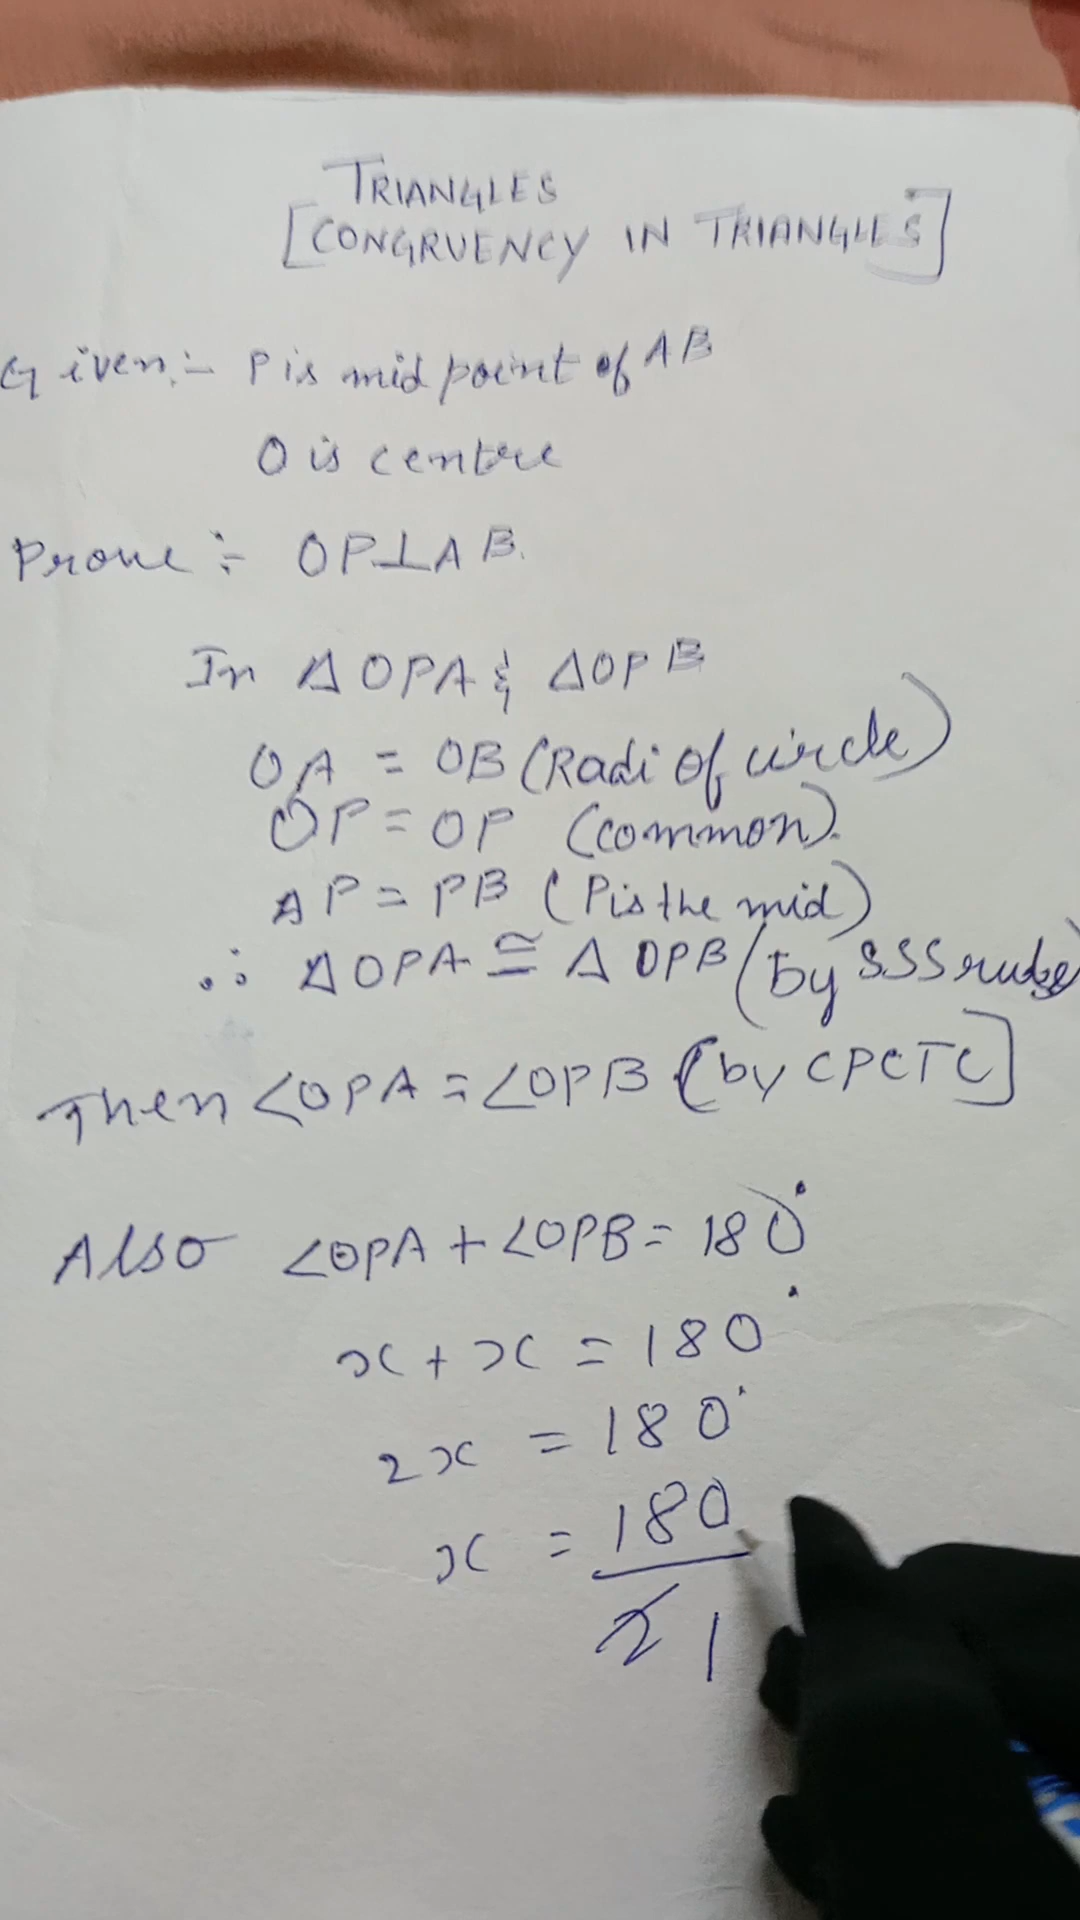 TRIANGLES
[CONGRUENCY IN TRIANGLES]
Given:- P is mid point of AB
O is centre
Prove :- OP⊥AB.
In △OPA & △OPB
OA = OB (Radi of circle)
OP = OP (common).
AP = PB (P is the mid)
∴ △OPA ≅ △OPB (by SSS rule)
Then ∠OPA = ∠OPB [by CPCTC]
Also ∠OPA + ∠OPB = 180°
x + x = 180°
2x = 180°
x = 180
2 1